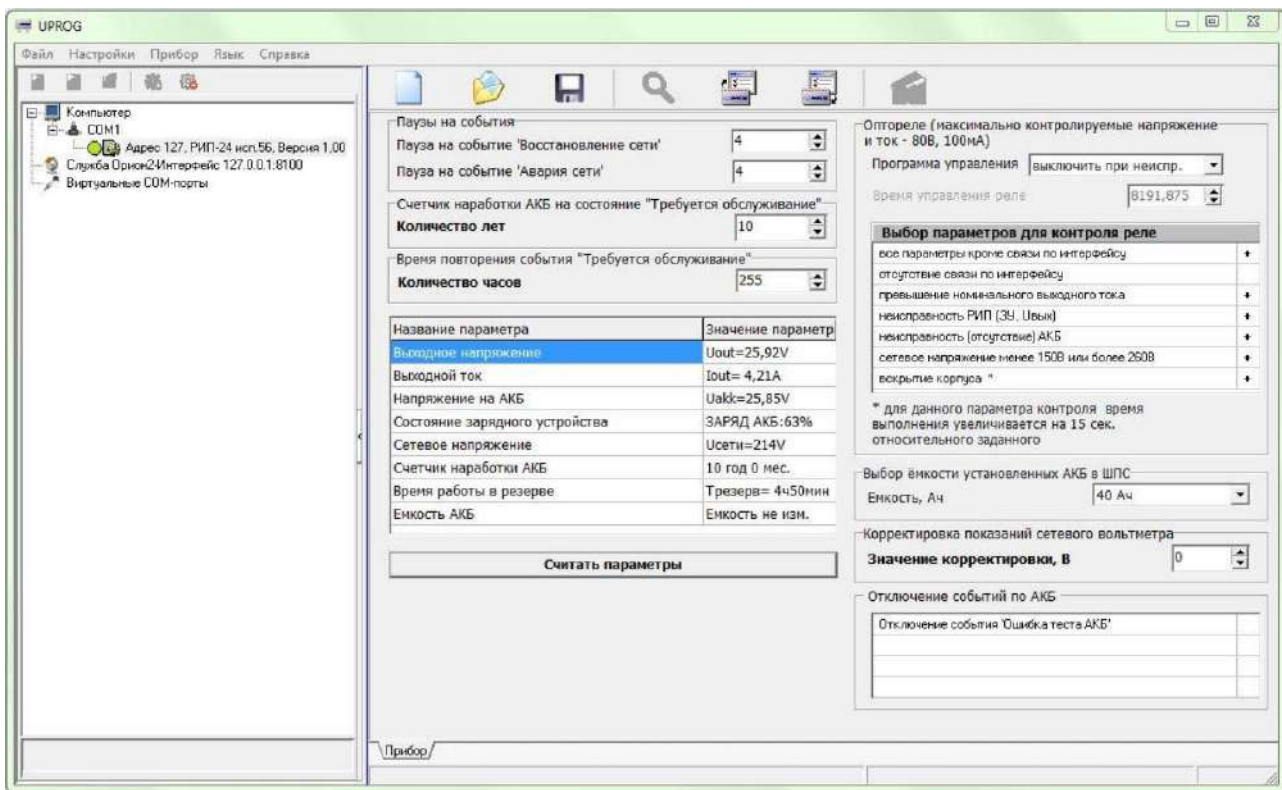 UPROG
Файл Настройки Прибор Язык Справка
Компьютер
COM1
Адрес 127, РИП-24 исп.56, Версия 1,00
Служба Орион24Интерфейс 127.0.0.1:8100
Виртуальные COM-порты
Паузы на события
Пауза на событие 'Восстановление сети' 4
Пауза на событие 'Авария сети' 4
Счетчик наработки АКБ на состояние "Требуется обслуживание"
Количество лет 10
Время повторения события "Требуется обслуживание"
Количество часов 255
Название параметра Значение параметр
Выходное напряжение Uout=25,92V
Выходной ток Iout= 4,21A
Напряжение на АКБ Uakk=25,85V
Состояние зарядного устройства ЗАРЯД АКБ:63%
Сетевое напряжение Uсети=214V
Счетчик наработки АКБ 10 год 0 мес.
Время работы в резерве Трезерв= 4ч50мин
Емкость АКБ Емкость не изм.
Считать параметры
Оптореле (максимально контролируемые напряжение
и ток - 80В, 100мА)
Программа управления выключить при неиспр.
Время управления реле 8191,875
Выбор параметров для контроля реле
все параметры кроме связи по интерфейсу +
отсутствие связи по интерфейсу
превышение номинального выходного тока +
неисправность РИП (ЗУ, Uвых) +
неисправность (отсутствие) АКБ +
сетевое напряжение менее 150В или более 260В +
вскрытие корпуса * +
* для данного параметра контроля время
выполнения увеличивается на 15 сек.
относительного заданного
Выбор ёмкости установленных АКБ в ШПС
Емкость, Ач 40 Ач
Корректировка показаний сетевого вольтметра
Значение корректировки, В 0
Отключение событий по АКБ
Отключение события 'Ошибка теста АКБ'
Прибор